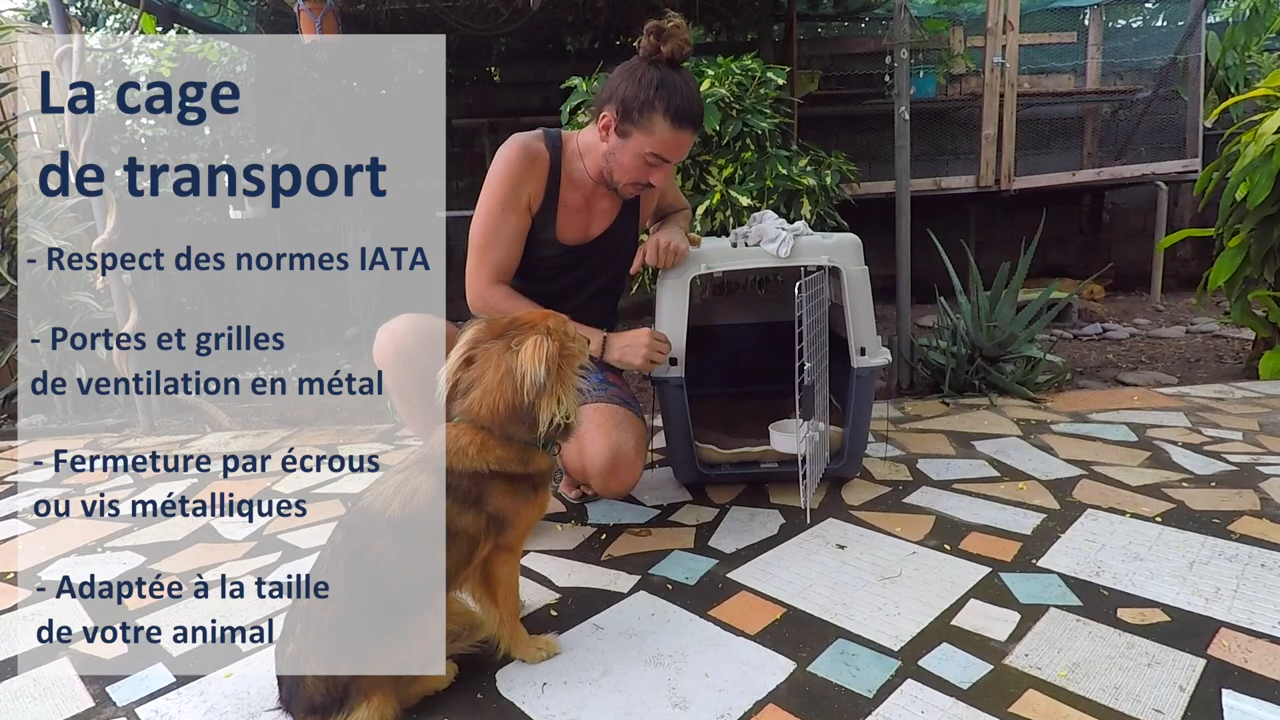 La cage
de transport
- Respect des normes IATA
- Portes et grilles
de ventilation en métal
- Fermeture par écrous
ou vis métalliques
- Adaptée à la taille
de votre animal